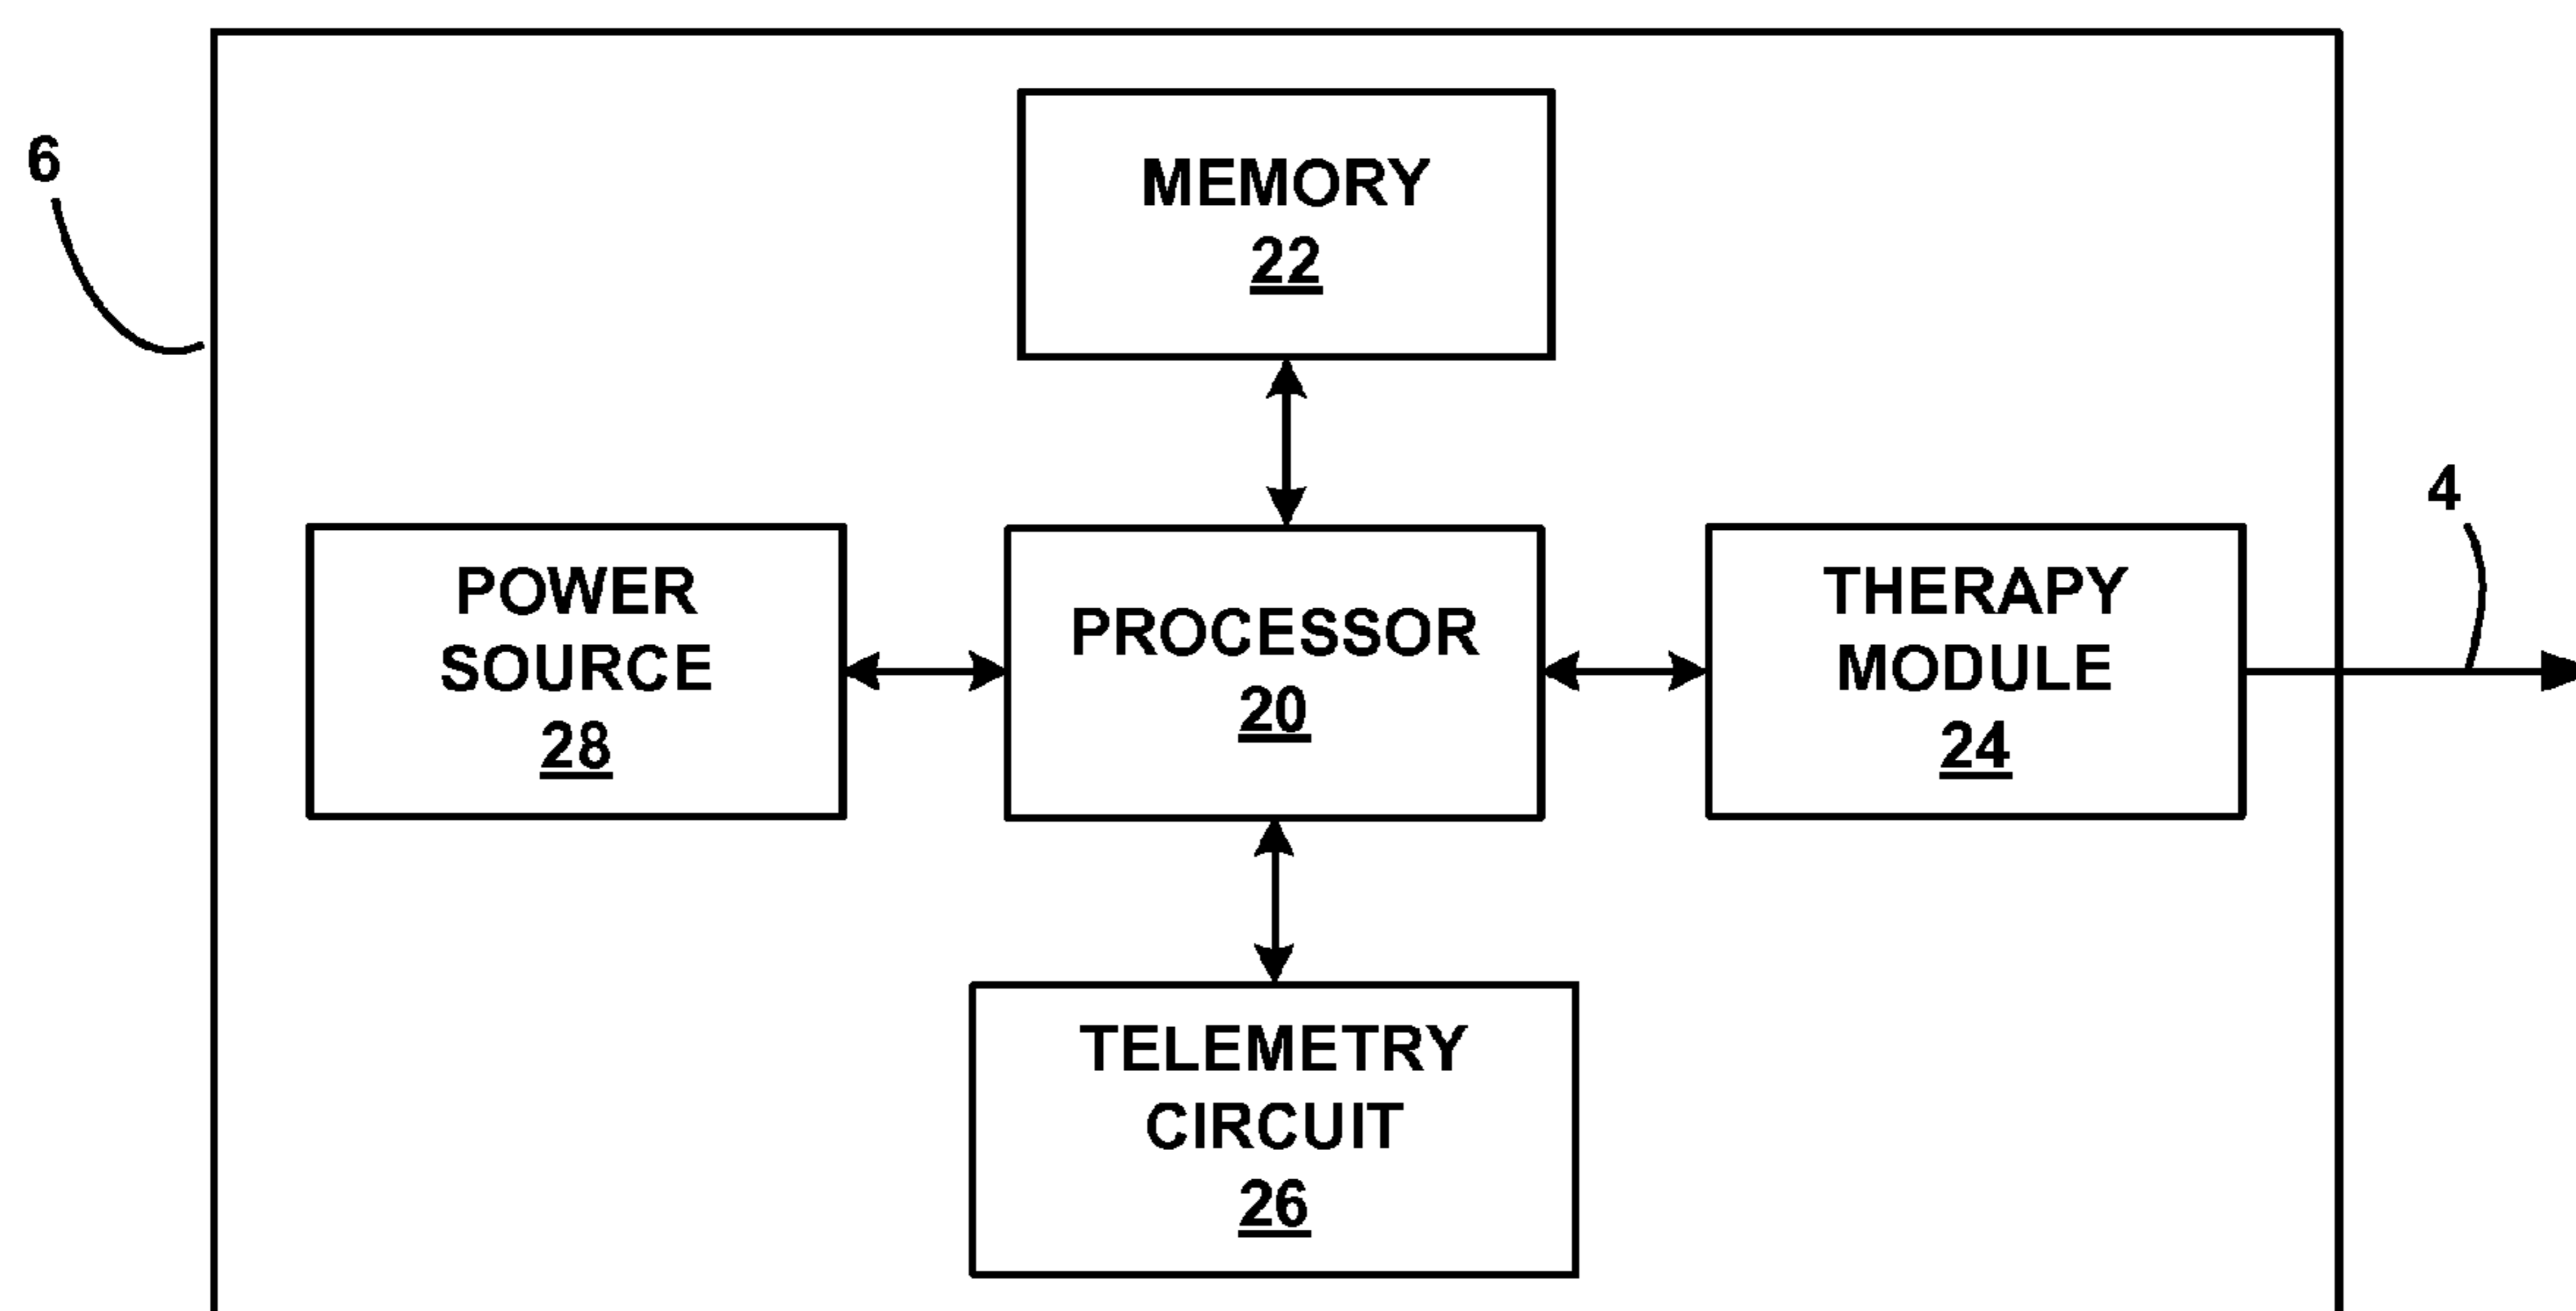 6
MEMORY
22
4
POWER
SOURCE
28
PROCESSOR
20
THERAPY
MODULE
24
TELEMETRY
CIRCUIT
26